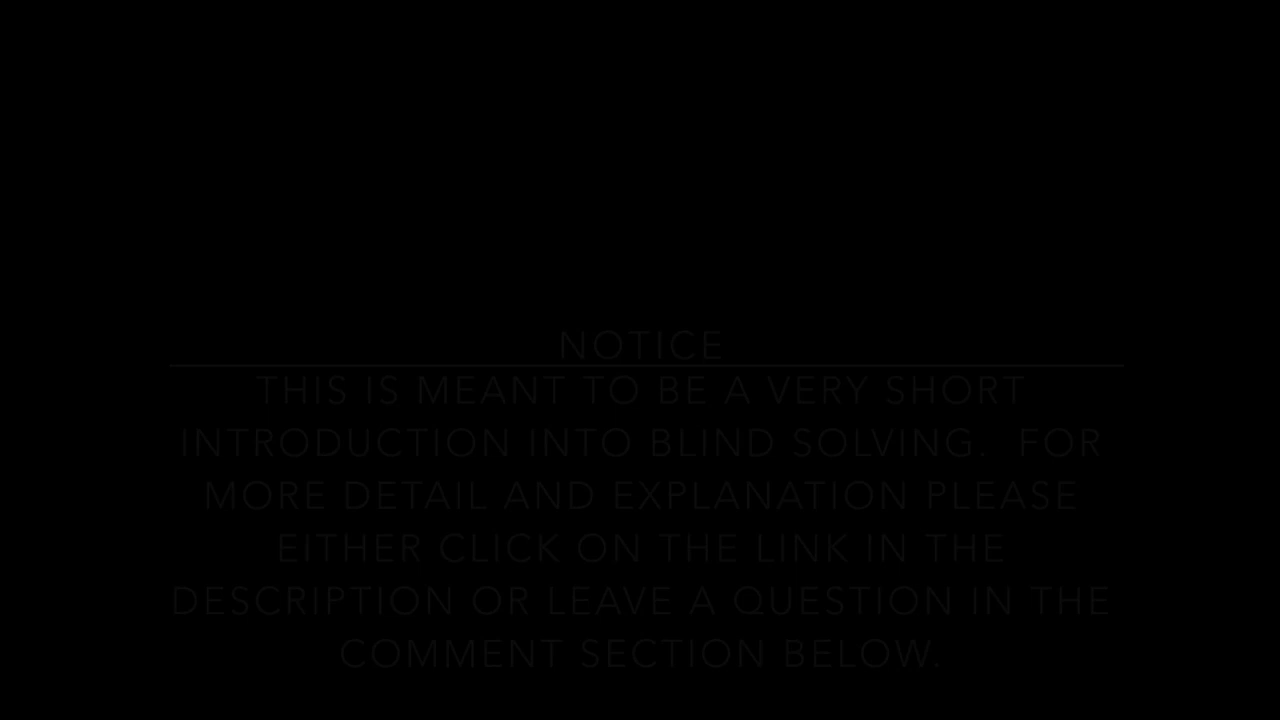 NOTICE
THIS IS MEANT TO BE A VERY SHORT
INTRODUCTION INTO BLIND SOLVING.  FOR
MORE DETAIL AND EXPLANATION PLEASE
EITHER CLICK ON THE LINK IN THE
DESCRIPTION OR LEAVE A QUESTION IN THE
COMMENT SECTION BELOW.